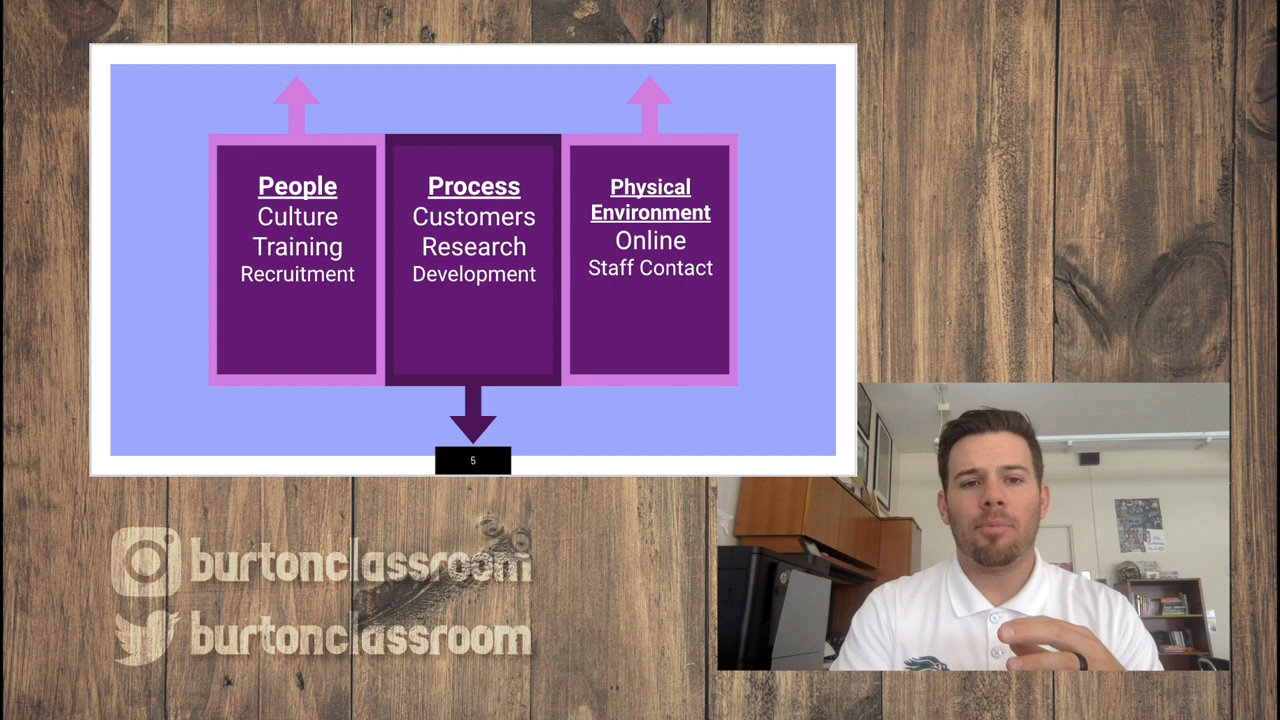 People
Culture
Training
Recruitment
Process
Customers
Research
Development
Physical
Environment
Online
Staff Contact
5
burtonclassroom
burtonclassroom